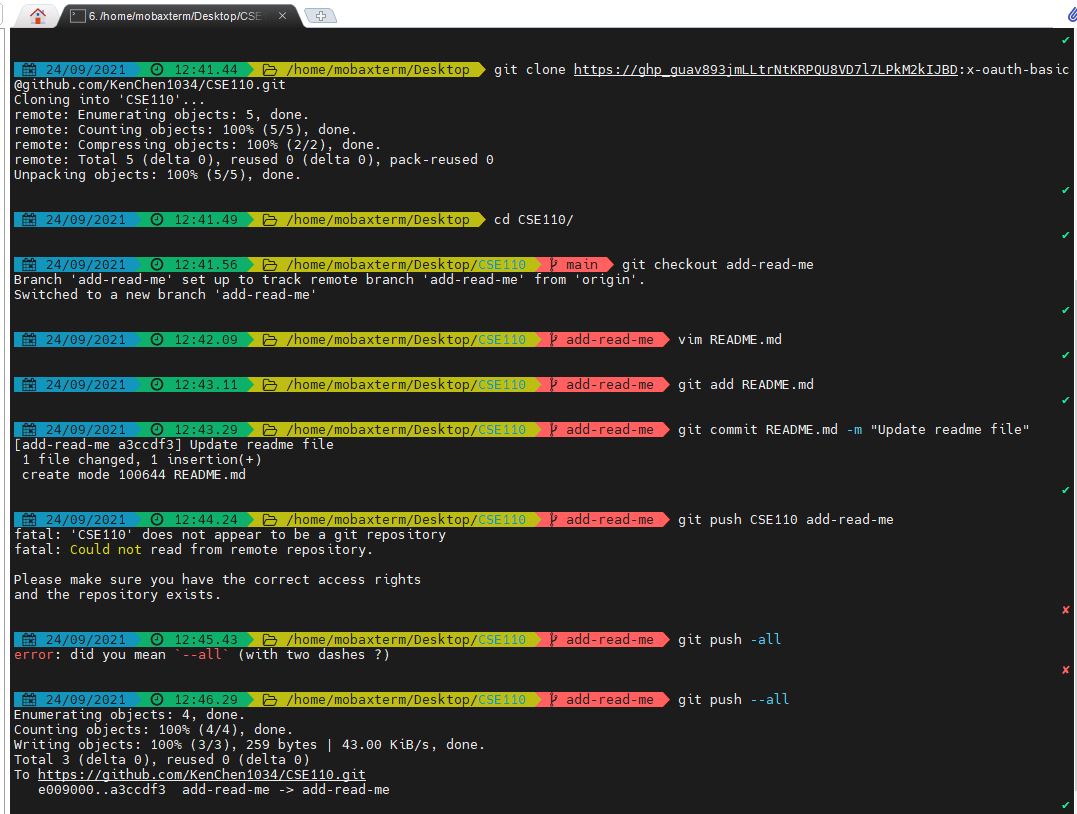 6. /home/mobaxterm/Desktop/CSE
24/09/2021 12:41.44 /home/mobaxterm/Desktop git clone https://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:x-oauth-basic
@github.com/KenChen1034/CSE110.git
Cloning into 'CSE110'...
remote: Enumerating objects: 5, done.
remote: Counting objects: 100% (5/5), done.
remote: Compressing objects: 100% (2/2), done.
remote: Total 5 (delta 0), reused 0 (delta 0), pack-reused 0
Unpacking objects: 100% (5/5), done.
24/09/2021 12:41.49 /home/mobaxterm/Desktop cd CSE110/
24/09/2021 12:41.56 /home/mobaxterm/Desktop/CSE110 main git checkout add-read-me
Branch 'add-read-me' set up to track remote branch 'add-read-me' from 'origin'.
Switched to a new branch 'add-read-me'
24/09/2021 12:42.09 /home/mobaxterm/Desktop/CSE110 add-read-me vim README.md
24/09/2021 12:43.11 /home/mobaxterm/Desktop/CSE110 add-read-me git add README.md
24/09/2021 12:43.29 /home/mobaxterm/Desktop/CSE110 add-read-me git commit README.md -m "Update readme file"
[add-read-me a3ccdf3] Update readme file
1 file changed, 1 insertion(+)
create mode 100644 README.md
24/09/2021 12:44.24 /home/mobaxterm/Desktop/CSE110 add-read-me git push CSE110 add-read-me
fatal: 'CSE110' does not appear to be a git repository
fatal: Could not read from remote repository.
Please make sure you have the correct access rights
and the repository exists.
24/09/2021 12:45.43 /home/mobaxterm/Desktop/CSE110 add-read-me git push -all
error: did you mean `--all` (with two dashes ?)
24/09/2021 12:46.29 /home/mobaxterm/Desktop/CSE110 add-read-me git push --all
Enumerating objects: 4, done.
Counting objects: 100% (4/4), done.
Writing objects: 100% (3/3), 259 bytes | 43.00 KiB/s, done.
Total 3 (delta 0), reused 0 (delta 0)
To https://github.com/KenChen1034/CSE110.git
e009000..a3ccdf3 add-read-me -> add-read-me